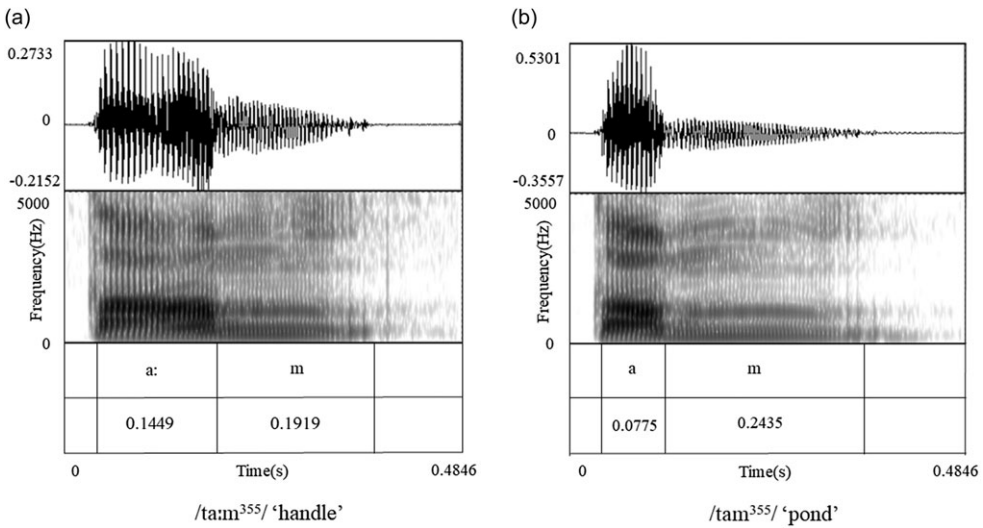 (a)
0.2733
0
-0.2152
5000
Frequency(Hz)
0
a: m
0.1449 0.1919
0 Time(s) 0.4846
/ta:m³⁵⁵/ ‘handle’
(b)
0.5301
0
-0.3557
5000
Frequency(Hz)
0
a m
0.0775 0.2435
0 Time(s) 0.4846
/tam³⁵⁵/ ‘pond’